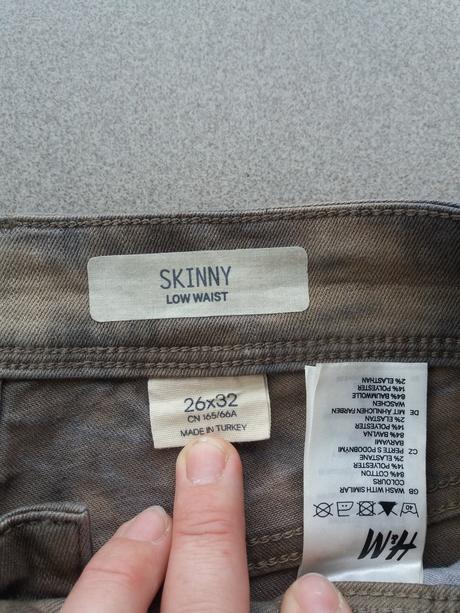 SKINNY
LOW WAIST
26x32
CN 165/66A
MADE IN TURKEY
H&M
40
GB WASH WITH SIMILAR
COLOURS
84% COTTON
14% POLYESTER
2% ELASTANE
CZ PERTE S PODOBNÝMI
BARVAMI
84% BAVLNA
14% POLYESTER
2% ELASTAN
DE MIT ÄHNLICHEN FARBEN
WASCHEN
84% BAUMWOLLE
14% POLYESTER
2% ELASTHAN